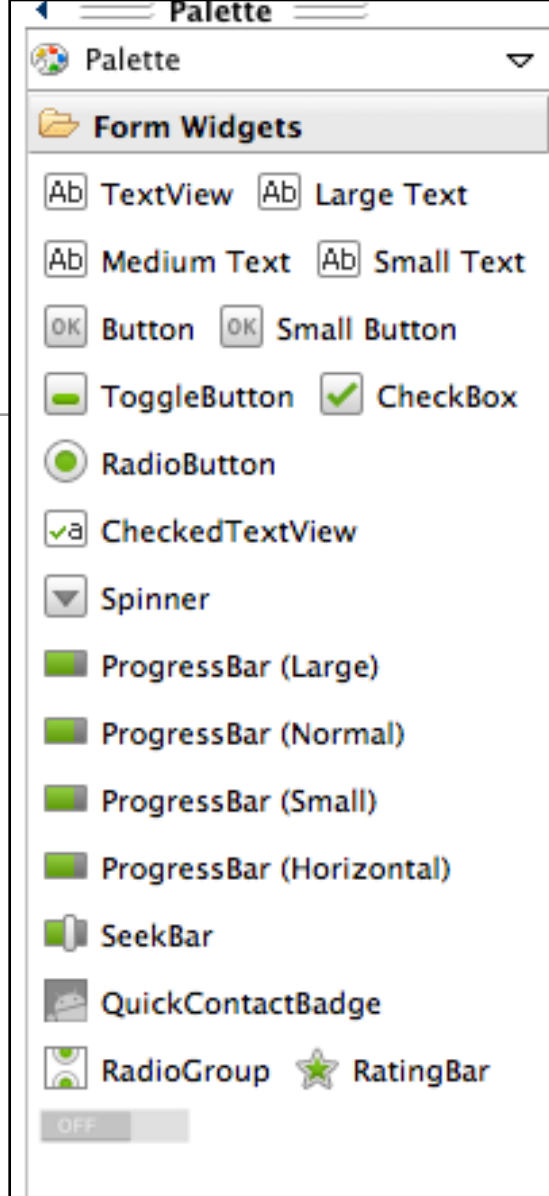 Palette
Palette
Form Widgets
Ab TextView Ab Large Text
Ab Medium Text Ab Small Text
OK Button OK Small Button
ToggleButton CheckBox
RadioButton
a CheckedTextView
Spinner
ProgressBar (Large)
ProgressBar (Normal)
ProgressBar (Small)
ProgressBar (Horizontal)
SeekBar
QuickContactBadge
RadioGroup RatingBar
OFF